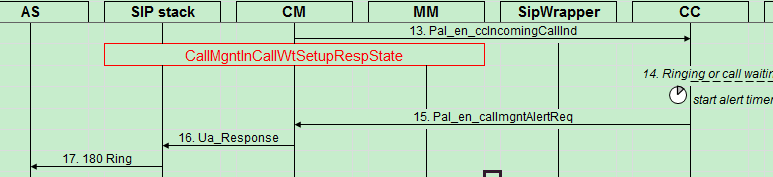 AS SIP stack CM MM SipWrapper CC
13. Pal_en_ccIncomingCallInd
CallMgntInCallWtSetupRespState
14. Ringing or call waitin
start alert timer
15. Pal_en_callmgntAlertReq
16. Ua_Response
17. 180 Ring